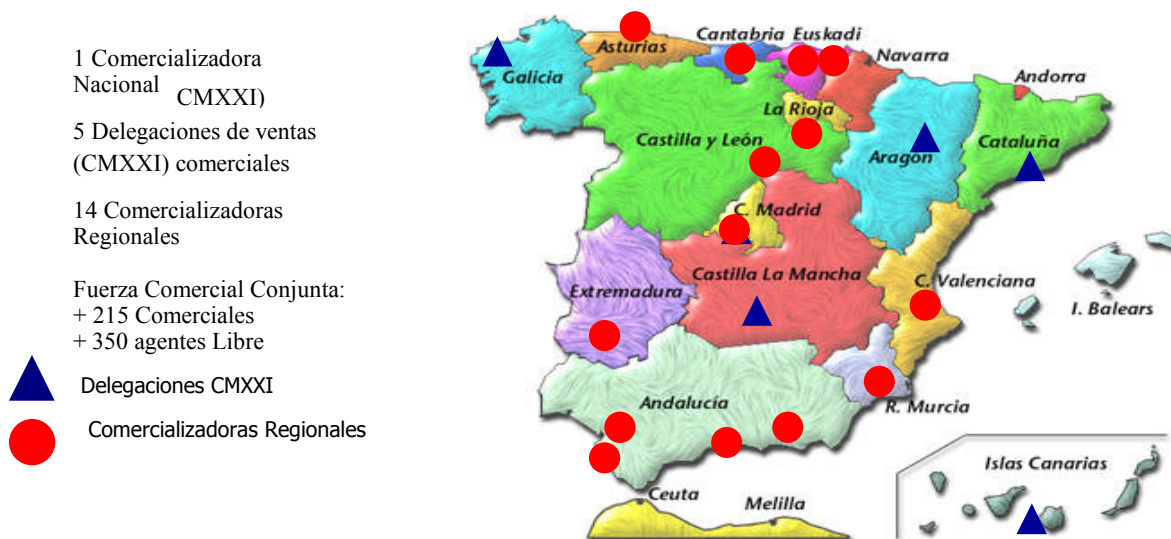 1 Comercializadora
Nacional CMXXI)
5 Delegaciones de ventas
(CMXXI) comerciales
14 Comercializadoras
Regionales
Fuerza Comercial Conjunta:
+ 215 Comerciales
+ 350 agentes Libre
Delegaciones CMXXI
Comercializadoras Regionales
Cantabria Euskadi
Asturias
Navarra
Galicia
Andorra
La Rioja
Castilla y León
Cataluña
Aragón
C. Madrid
Castilla La Mancha
C. Valenciana
Extremadura
I. Balears
Andalucía
R. Murcia
Islas Canarias
Ceuta
Melilla